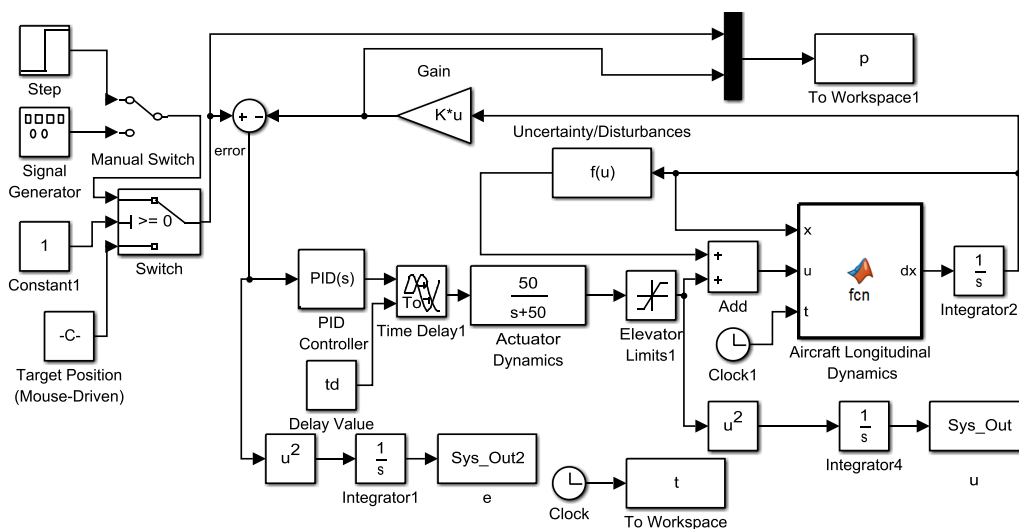 Step
Signal
Generator
Manual Switch
1
Constant1
>= 0
Switch
-C-
Target Position
(Mouse-Driven)
+ -
error
Gain
K*u
p
To Workspace1
Uncertainty/Disturbances
f(u)
PID(s)
PID
Controller
To
Time Delay1
td
Delay Value
50
s+50
Actuator
Dynamics
Elevator
Limits1
+
+
Add
Clock1
x
u
t
fcn
dx
Aircraft Longitudinal
Dynamics
1
s
Integrator2
u2
1
s
Integrator1
Sys_Out2
e
Clock
t
To Workspace
u2
1
s
Integrator4
Sys_Out
u